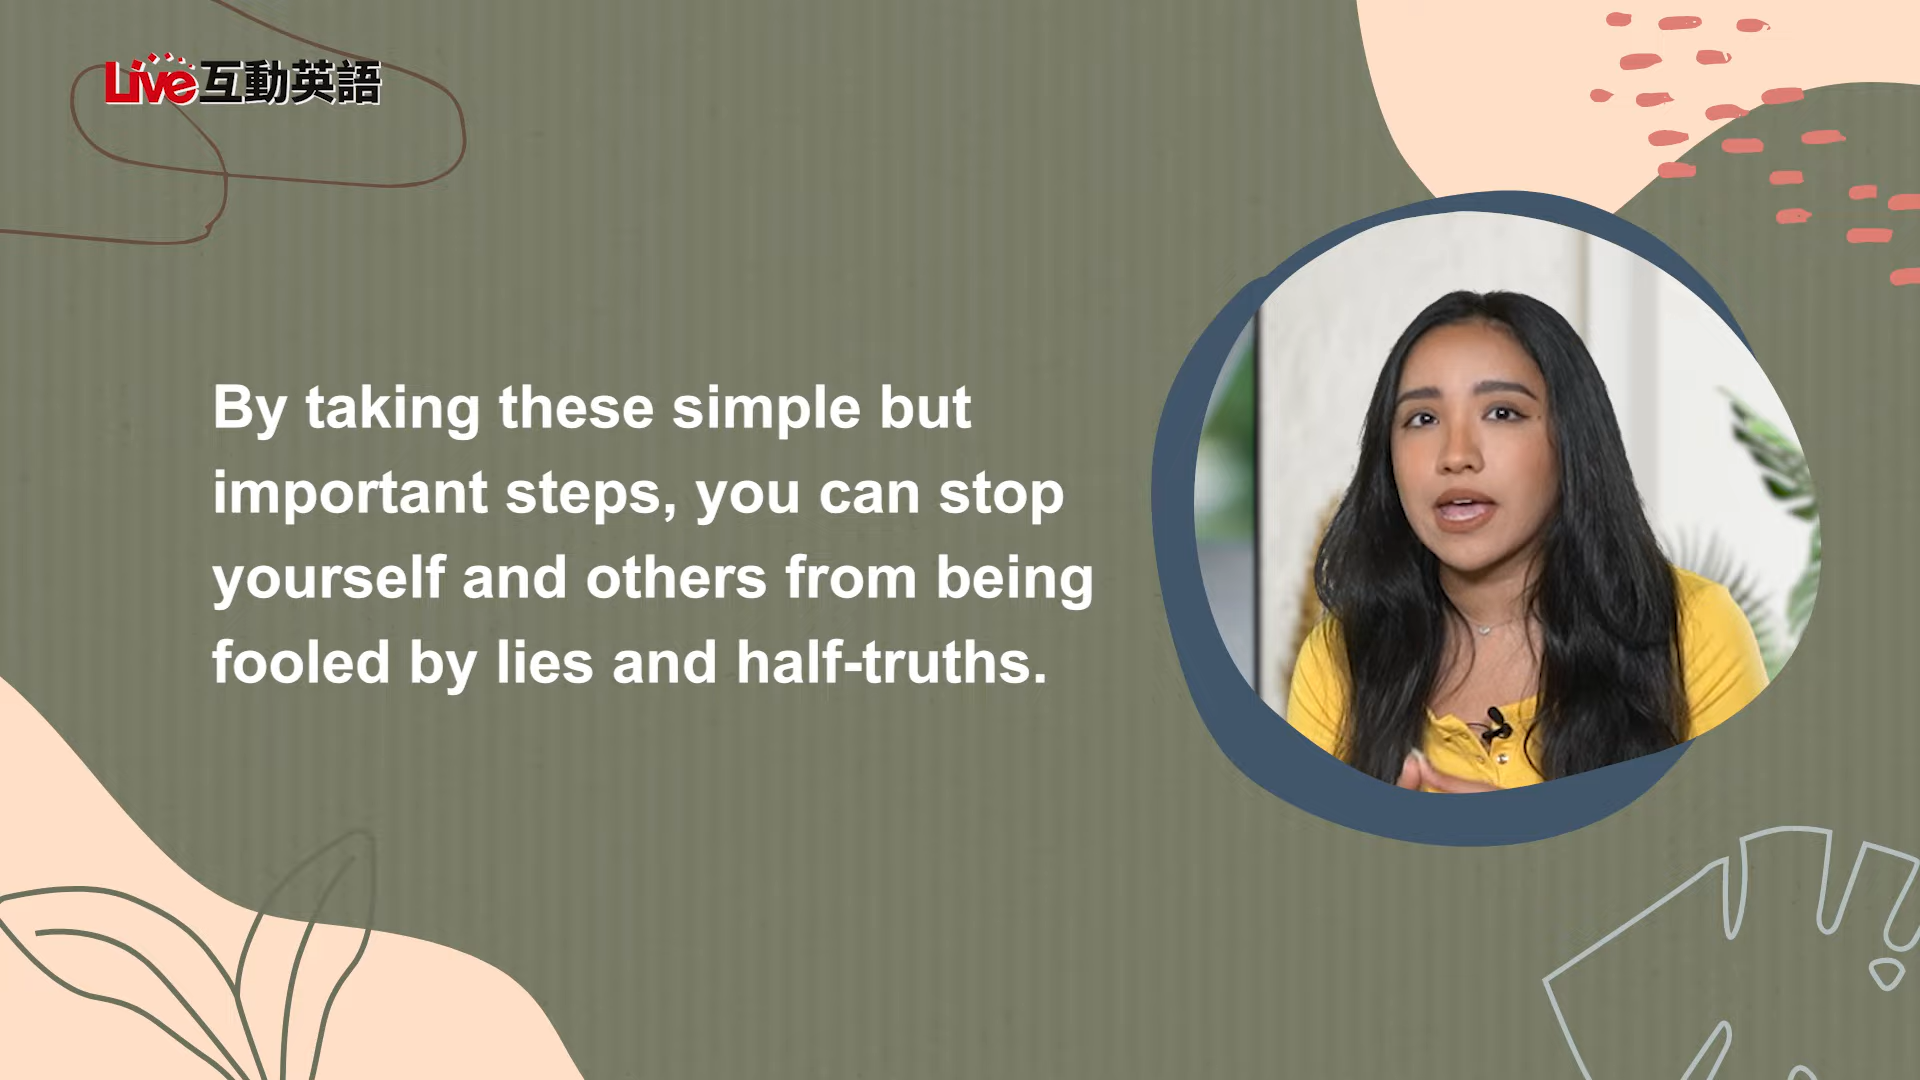 Live互動英語
By taking these simple but
important steps, you can stop
yourself and others from being
fooled by lies and half-truths.